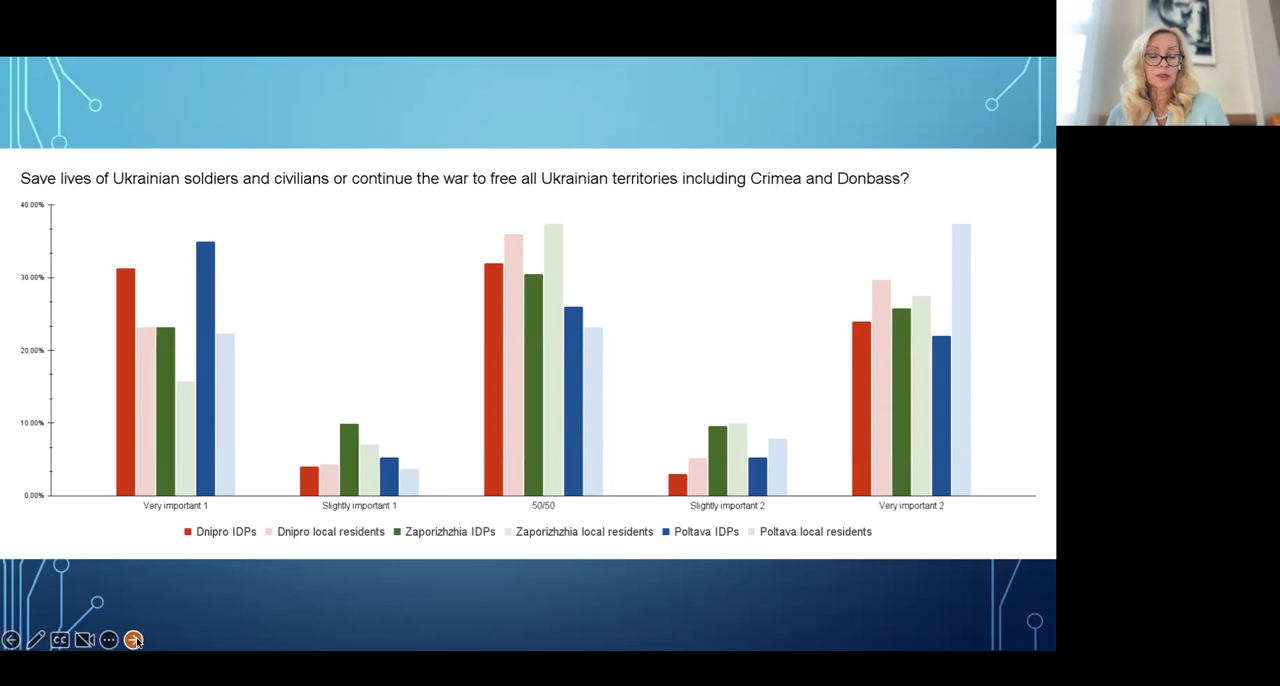 Save lives of Ukrainian soldiers and civilians or continue the war to free all Ukrainian territories including Crimea and Donbass?
40.00%
30.00%
20.00%
10.00%
0.00%
Very important 1 Slightly important 1 50/50 Slightly important 2 Very important 2
Dnipro IDPs Dnipro local residents Zaporizhzhia IDPs Zaporizhzhia local residents Poltava IDPs Poltava local residents
CC